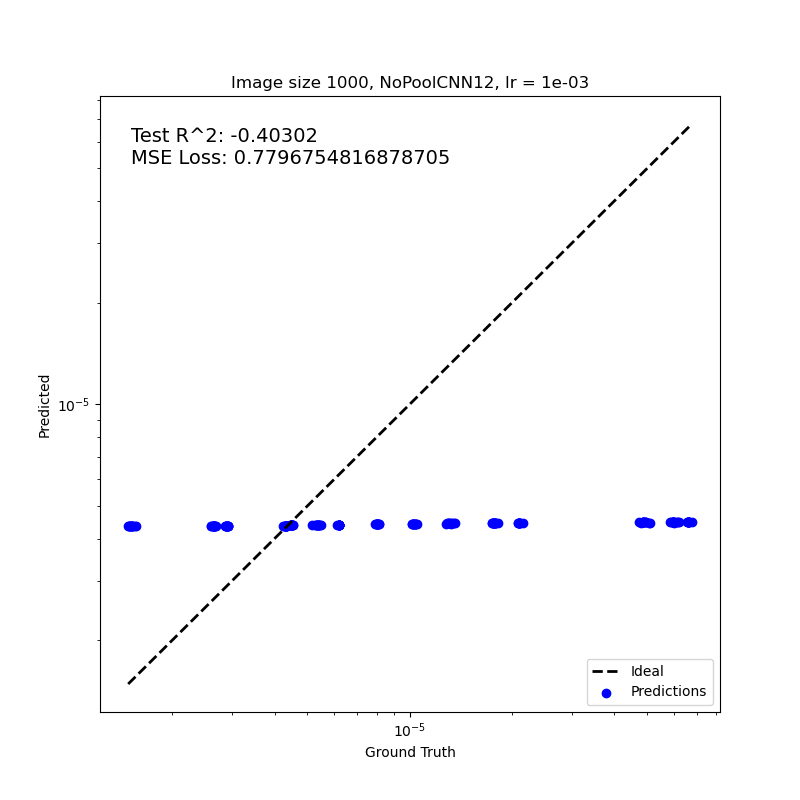 Image size 1000, NoPoolCNN12, lr = 1e-03
Test R^2: -0.40302
MSE Loss: 0.7796754816878705
Predicted
10⁻⁵
Ideal
Predictions
10⁻⁵
Ground Truth